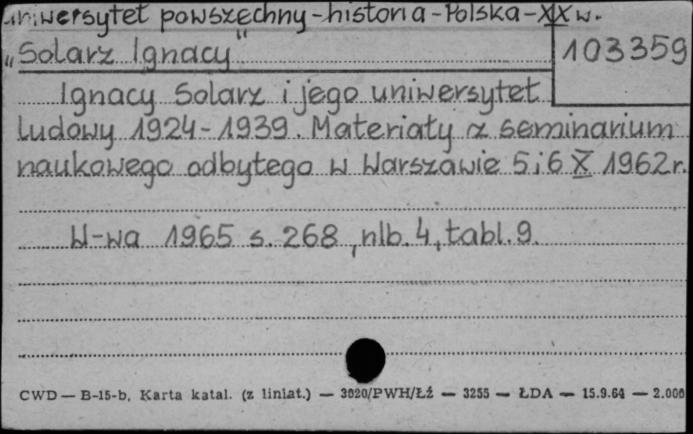 uniwersytet powszechny - historia - Polska - XX w.
"Solarz Ignacy"
103359
Ignacy Solarz i jego uniwersytet
ludowy 1924 - 1939. Materiały z seminarium
naukowego odbytego w Warszawie 5 i 6 X 1962 r.
W-wa 1965 s. 268, nlb. 4, tabl. 9.
CWD — B-15-b, Karta katal. (z liniat.) — 3020/PWH/Łź — 3255 — ŁDA — 15.9.64 — 2.000